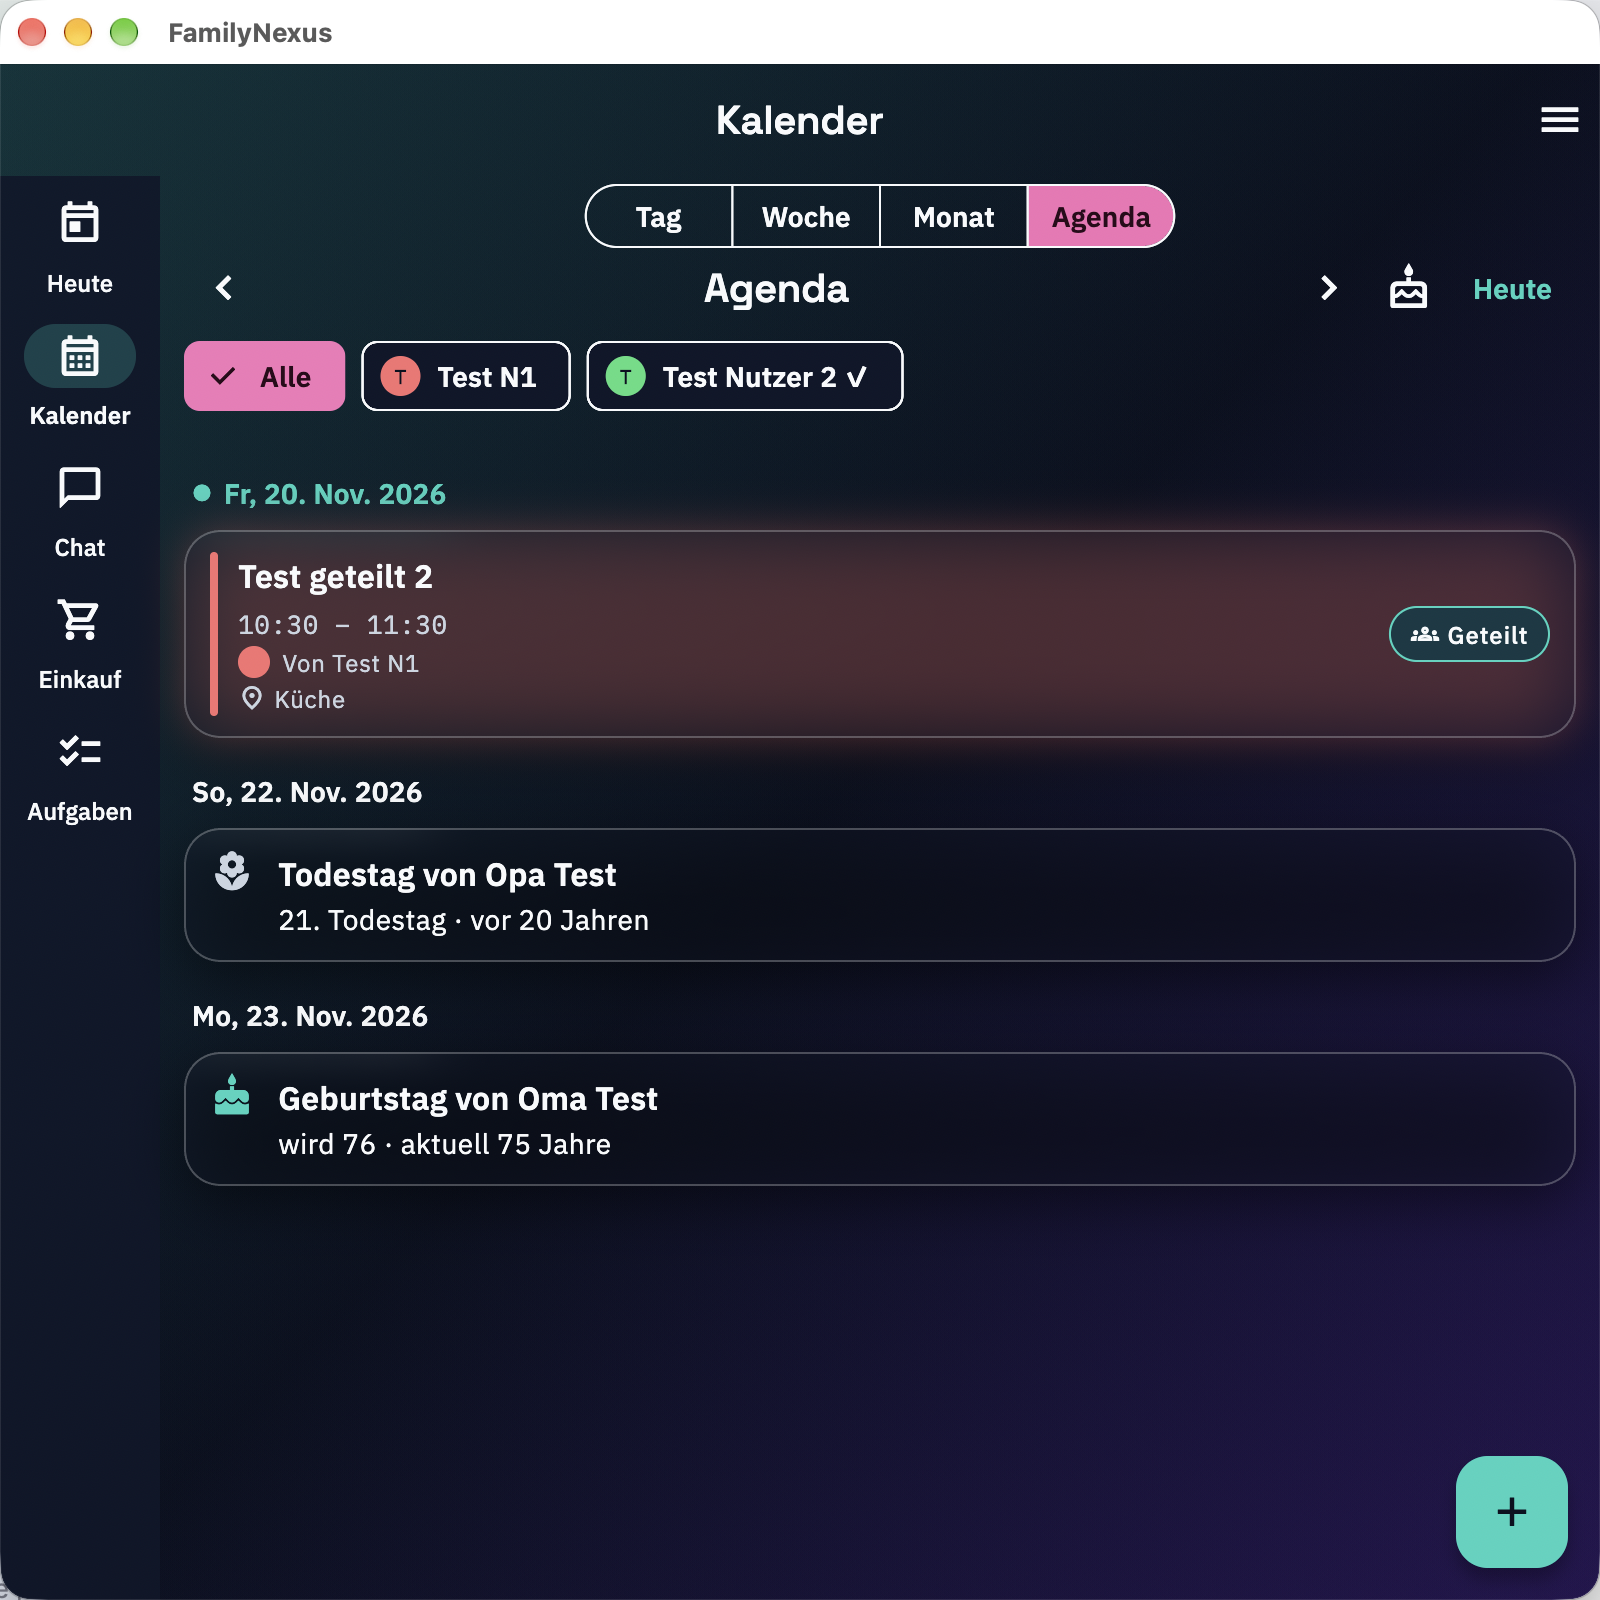 FamilyNexus
Kalender
Heute
Kalender
Chat
Einkauf
Aufgaben
Tag Woche Monat Agenda
Agenda
Heute
Alle
T Test N1
T Test Nutzer 2 ✓
Fr, 20. Nov. 2026
Test geteilt 2
10:30 – 11:30
Von Test N1
Küche
Geteilt
So, 22. Nov. 2026
Todestag von Opa Test
21. Todestag · vor 20 Jahren
Mo, 23. Nov. 2026
Geburtstag von Oma Test
wird 76 · aktuell 75 Jahre